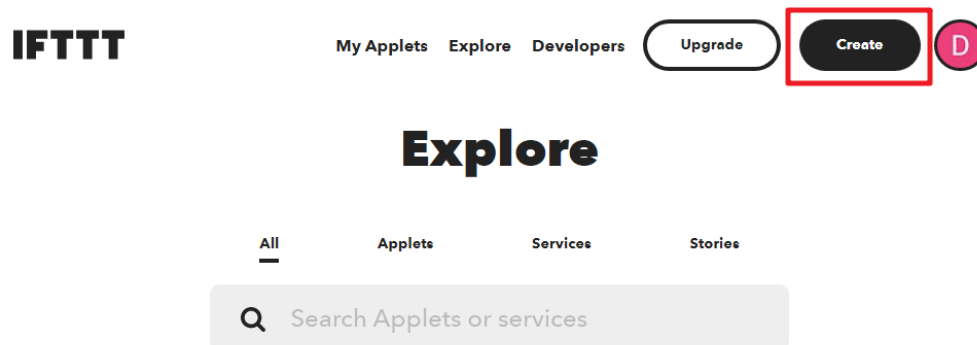 IFTTT My Applets Explore Developers Upgrade Create D
Explore
All Applets Services Stories
Search Applets or services